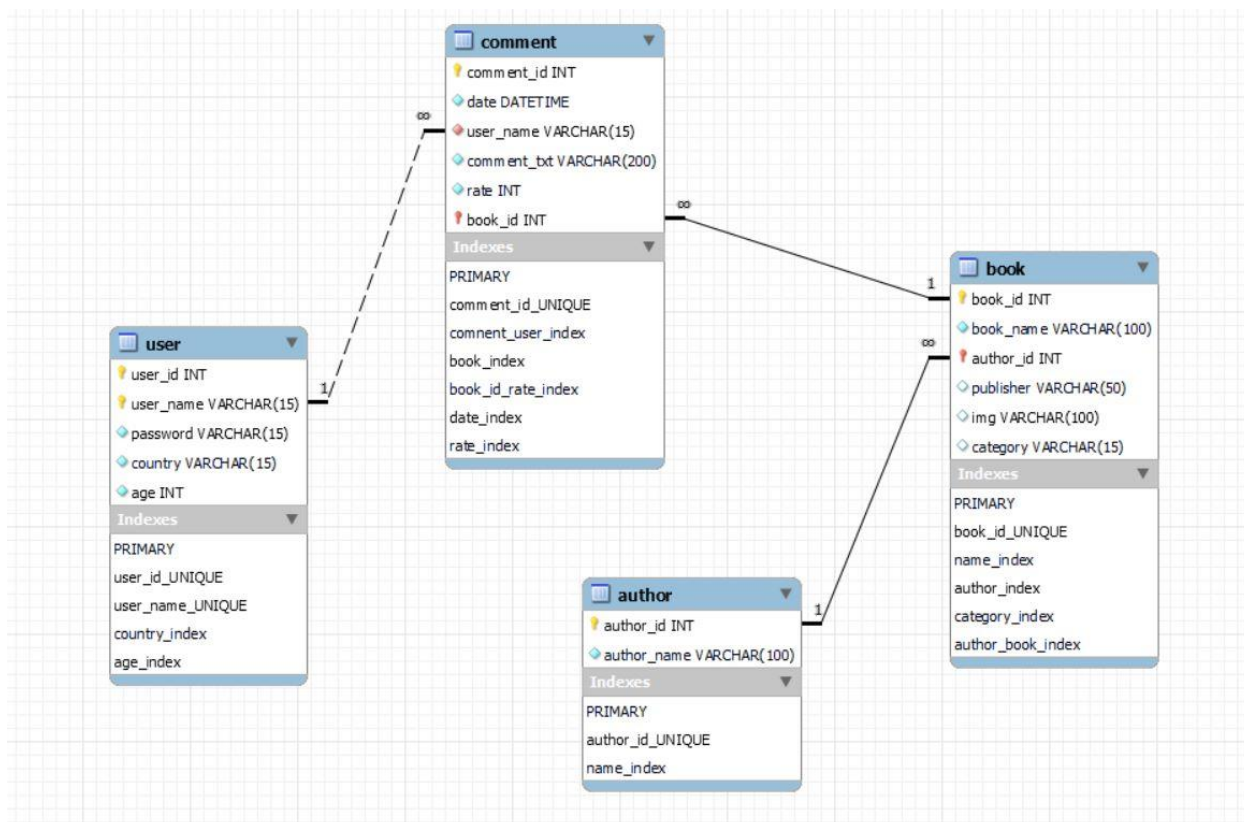 comment
comment_id INT
date DATETIME
user_name VARCHAR(15)
comment_txt VARCHAR(200)
rate INT
book_id INT
Indexes
PRIMARY
comment_id_UNIQUE
comnent_user_index
book_index
book_id_rate_index
date_index
rate_index
∞
∞
1
∞
1
1
book
book_id INT
book_name VARCHAR(100)
author_id INT
publisher VARCHAR(50)
img VARCHAR(100)
category VARCHAR(15)
Indexes
PRIMARY
book_id_UNIQUE
name_index
author_index
category_index
author_book_index
user
user_id INT
user_name VARCHAR(15)
password VARCHAR(15)
country VARCHAR(15)
age INT
Indexes
PRIMARY
user_id_UNIQUE
user_name_UNIQUE
country_index
age_index
author
author_id INT
author_name VARCHAR(100)
Indexes
PRIMARY
author_id_UNIQUE
name_index